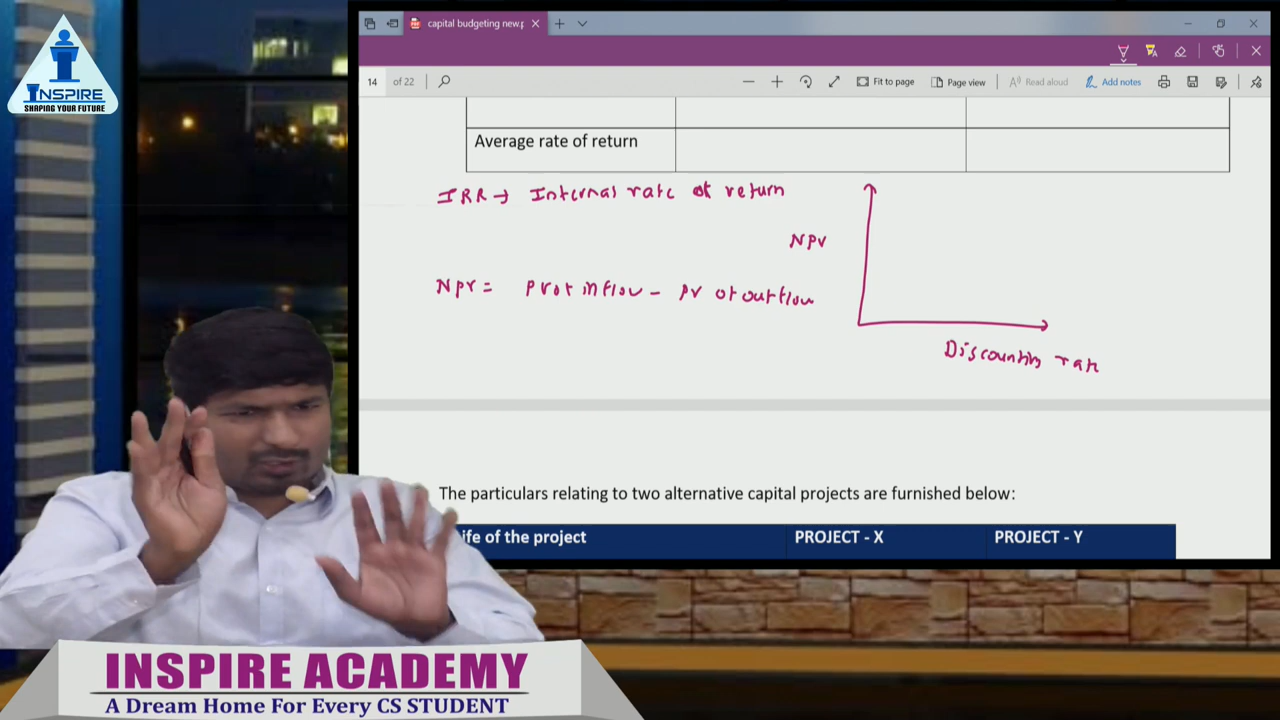 INSPIRE
SHAPING YOUR FUTURE
capital budgeting new.p
14 of 22
Fit to page
Page view
Read aloud
Add notes
Average rate of return
IRR → Internal rate of return
NPV
NPV = PV of inflow - PV of outflow
Discounting rate
The particulars relating to two alternative capital projects are furnished below:
ife of the project PROJECT - X PROJECT - Y
INSPIRE ACADEMY
A Dream Home For Every CS STUDENT